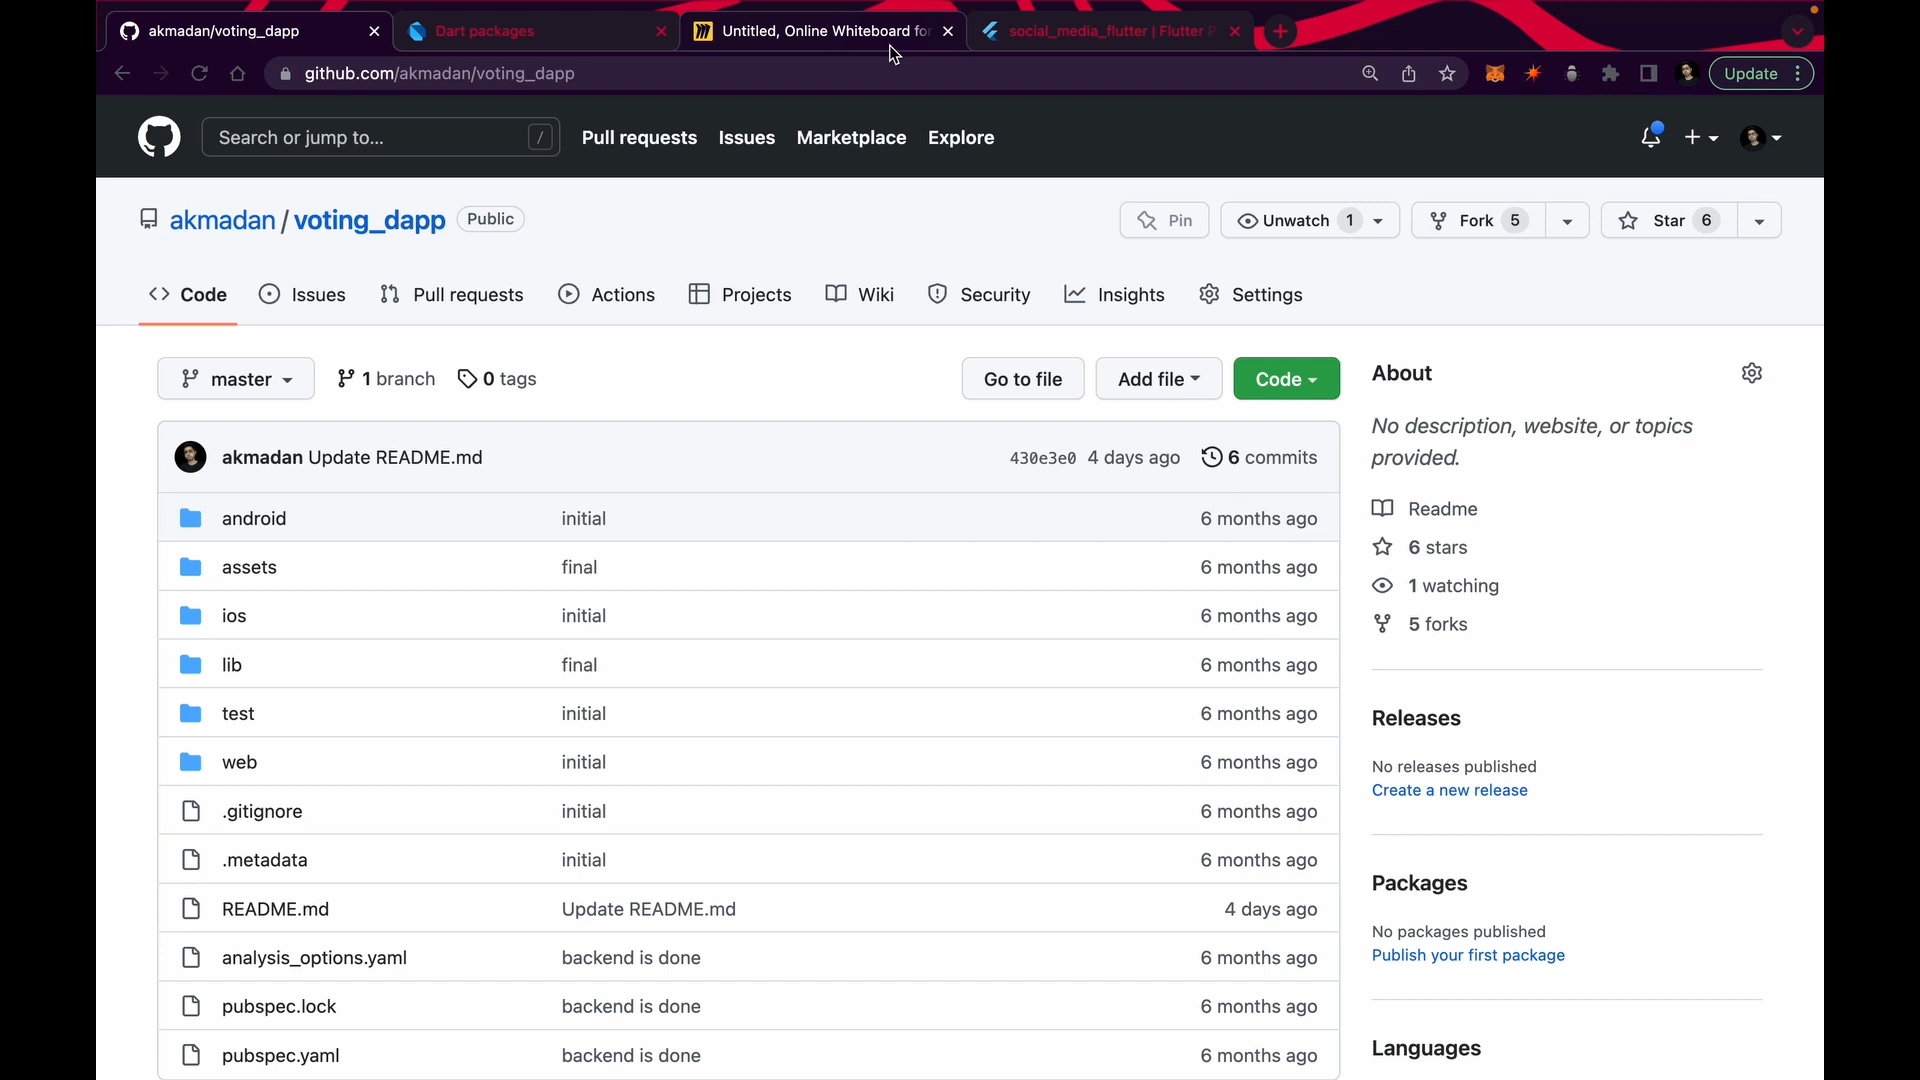 akmadan/voting_dapp
Dart packages
Untitled, Online Whiteboard for
social_media_flutter | Flutter P
github.com/akmadan/voting_dapp
Update
Search or jump to...
/
Pull requests
Issues
Marketplace
Explore
akmadan / voting_dapp
Public
Pin
Unwatch 1
Fork 5
Star 6
Code
Issues
Pull requests
Actions
Projects
Wiki
Security
Insights
Settings
master
1 branch
0 tags
Go to file
Add file
Code
akmadan Update README.md
430e3e0 4 days ago
6 commits
android initial 6 months ago
assets final 6 months ago
ios initial 6 months ago
lib final 6 months ago
test initial 6 months ago
web initial 6 months ago
.gitignore initial 6 months ago
.metadata initial 6 months ago
README.md Update README.md 4 days ago
analysis_options.yaml backend is done 6 months ago
pubspec.lock backend is done 6 months ago
pubspec.yaml backend is done 6 months ago
About
No description, website, or topics
provided.
Readme
6 stars
1 watching
5 forks
Releases
No releases published
Create a new release
Packages
No packages published
Publish your first package
Languages